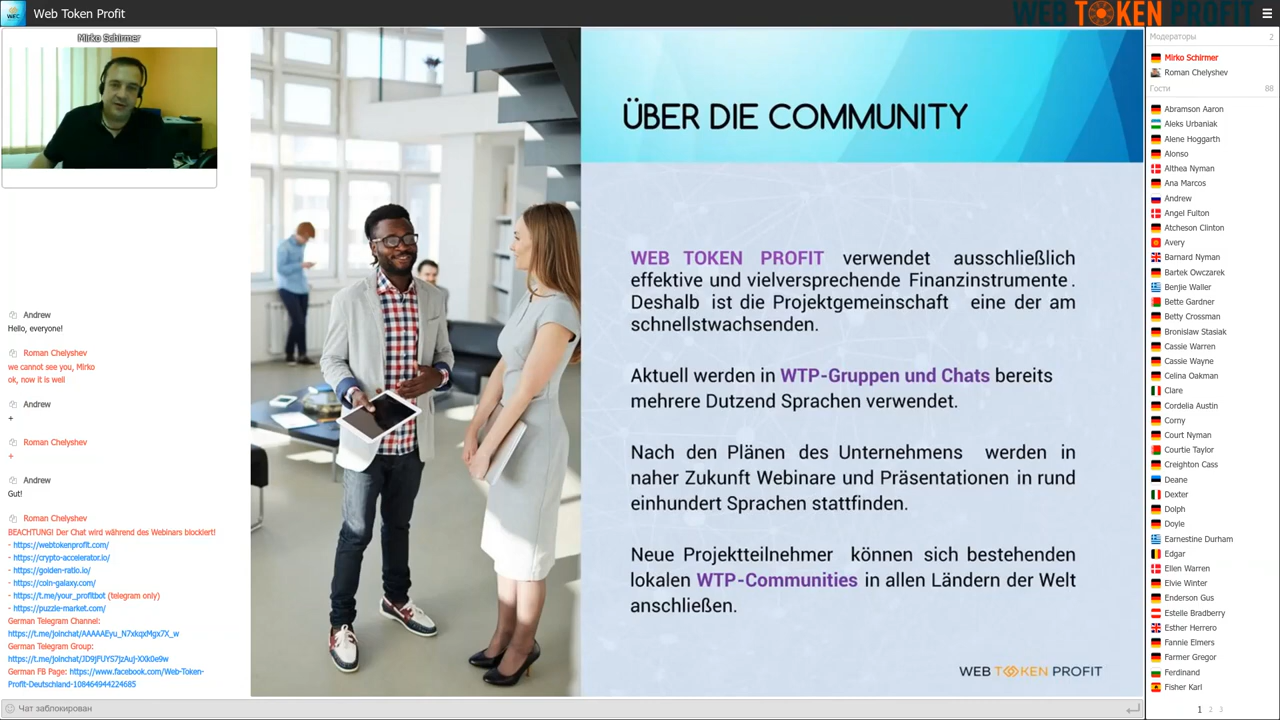 Web Token Profit
WEB TOKEN PROFIT
Mirko Schirmer
Andrew
Hello, everyone!
Roman Chelyshev
we cannot see you, Mirko
ok, now it is well
Andrew
+
Roman Chelyshev
+
Andrew
Gut!
Roman Chelyshev
BEACHTUNG! Der Chat wird während des Webinars blockiert!
- https://webtokenprofit.com/
- https://crypto-accelerator.io/
- https://golden-ratio.io/
- https://coin-galaxy.com/
- https://t.me/your_profitbot (telegram only)
- https://puzzle-market.com/
German Telegram Channel:
https://t.me/joinchat/AAAAAEyu_N7xkqxMgx7X_w
German Telegram Group:
https://t.me/joinchat/JD9jFUYS7jzAuj-XXk0e9w
German FB Page: https://www.facebook.com/Web-Token-
Profit-Deutschland-108464944224685
Чат заблокирован
ÜBER DIE COMMUNITY
WEB TOKEN PROFIT verwendet ausschließlich
effektive und vielversprechende Finanzinstrumente .
Deshalb ist die Projektgemeinschaft eine der am
schnellstwachsenden.
Aktuell werden in WTP-Gruppen und Chats bereits
mehrere Dutzend Sprachen verwendet.
Nach den Plänen des Unternehmens werden in
naher Zukunft Webinare und Präsentationen in rund
einhundert Sprachen stattfinden.
Neue Projektteilnehmer können sich bestehenden
lokalen WTP-Communities in allen Ländern der Welt
anschließen.
WEB TOKEN PROFIT
Модераторы 2
Mirko Schirmer
Roman Chelyshev
Гости 88
Abramson Aaron
Aleks Urbaniak
Alene Hoggarth
Alonso
Althea Nyman
Ana Marcos
Andrew
Angel Fulton
Atcheson Clinton
Avery
Barnard Nyman
Bartek Owczarek
Benjie Waller
Bette Gardner
Betty Crossman
Bronislaw Stasiak
Cassie Warren
Cassie Wayne
Celina Oakman
Clare
Cordelia Austin
Corny
Court Nyman
Courtie Taylor
Creighton Cass
Deane
Dexter
Dolph
Doyle
Earnestine Durham
Edgar
Ellen Warren
Elvie Winter
Enderson Gus
Estelle Bradberry
Esther Herrero
Fannie Elmers
Farmer Gregor
Ferdinand
Fisher Karl
1 2 3